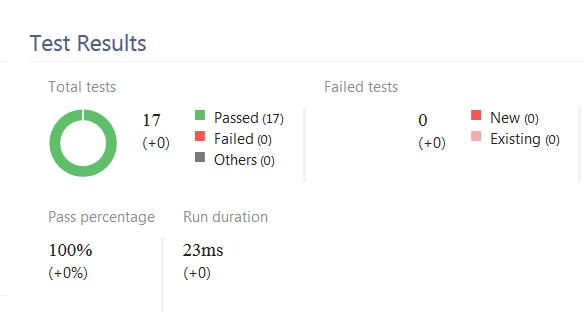 Test Results
Total tests
17
(+0)
Passed (17)
Failed (0)
Others (0)
Failed tests
0
(+0)
New (0)
Existing (0)
Pass percentage
100%
(+0%)
Run duration
23ms
(+0)